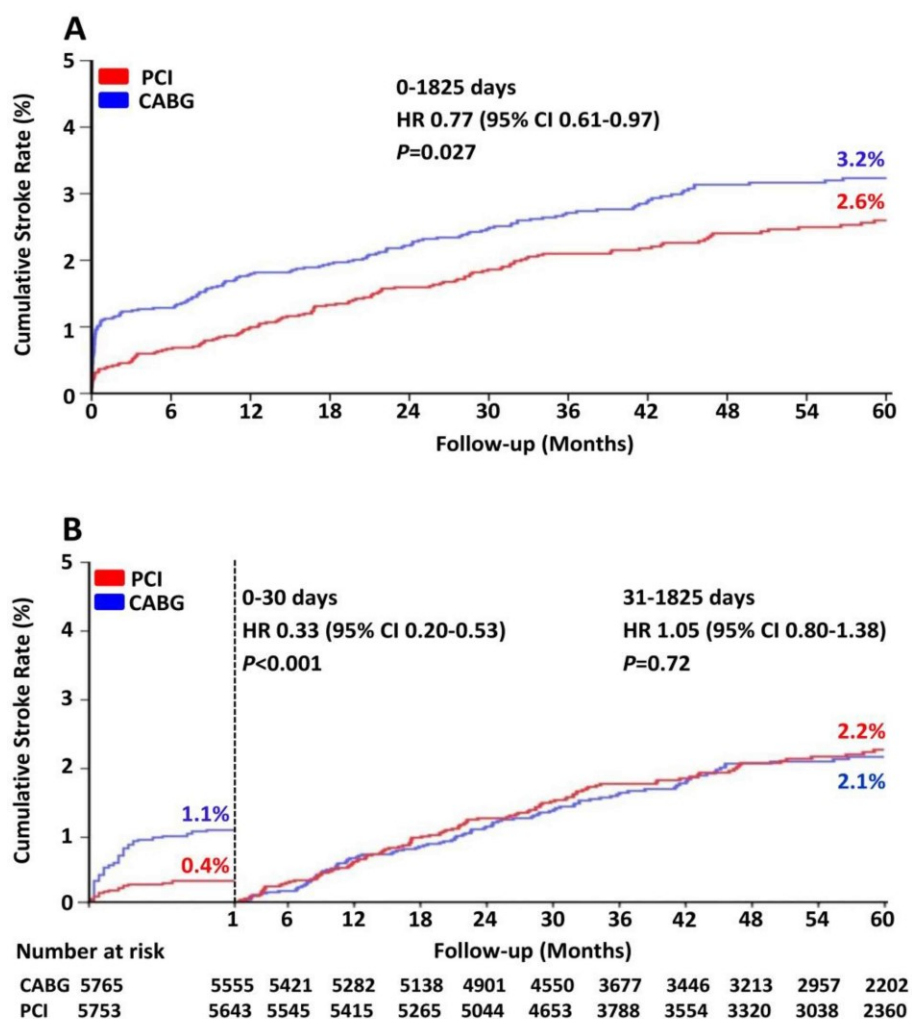 A
5
PCI
CABG
0-1825 days
HR 0.77 (95% CI 0.61-0.97)
P=0.027
4
3.2%
3
2.6%
2
1
0
Cumulative Stroke Rate (%)
0 6 12 18 24 30 36 42 48 54 60
Follow-up (Months)
B
5
PCI
CABG
0-30 days
HR 0.33 (95% CI 0.20-0.53)
P<0.001
31-1825 days
HR 1.05 (95% CI 0.80-1.38)
P=0.72
4
3
2.2%
2
2.1%
1.1%
1
0.4%
0
Cumulative Stroke Rate (%)
1 6 12 18 24 30 36 42 48 54 60
Number at risk
Follow-up (Months)
CABG 5765 5555 5421 5282 5138 4901 4550 3677 3446 3213 2957 2202
PCI 5753 5643 5545 5415 5265 5044 4653 3788 3554 3320 3038 2360